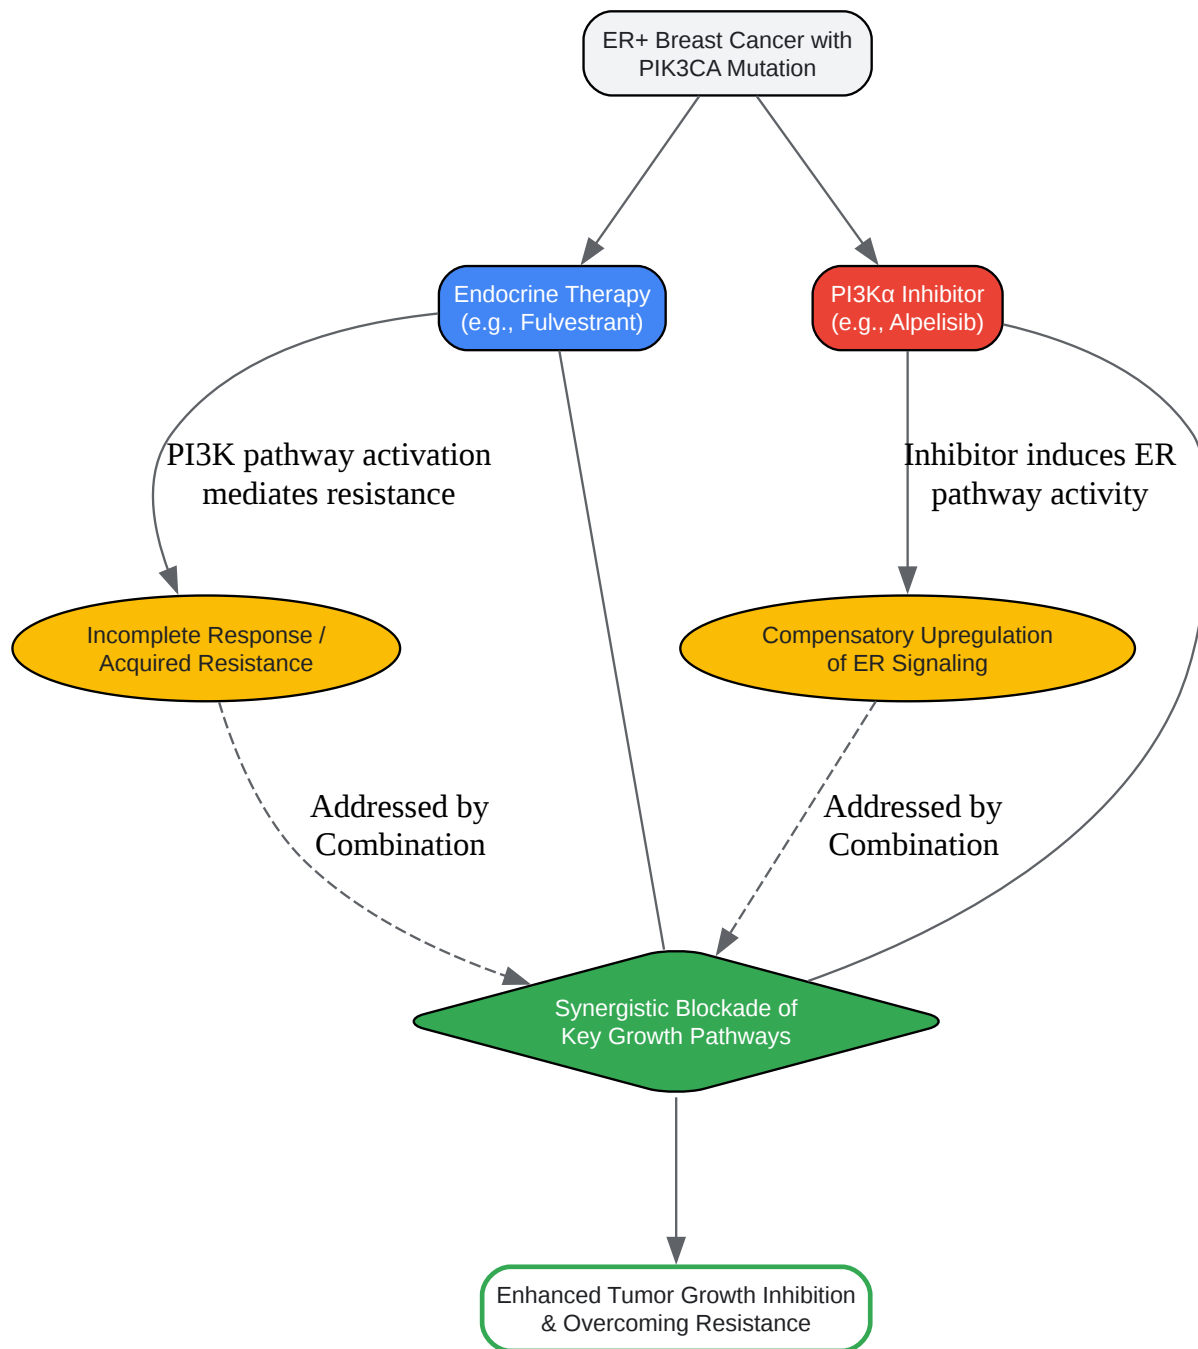 ER+ Breast Cancer with
PIK3CA Mutation
Endocrine Therapy
(e.g., Fulvestrant)
PI3Kα Inhibitor
(e.g., Alpelisib)
PI3K pathway activation
mediates resistance
Inhibitor induces ER
pathway activity
Incomplete Response /
Acquired Resistance
Compensatory Upregulation
of ER Signaling
Addressed by
Combination
Addressed by
Combination
Synergistic Blockade of
Key Growth Pathways
Enhanced Tumor Growth Inhibition
& Overcoming Resistance